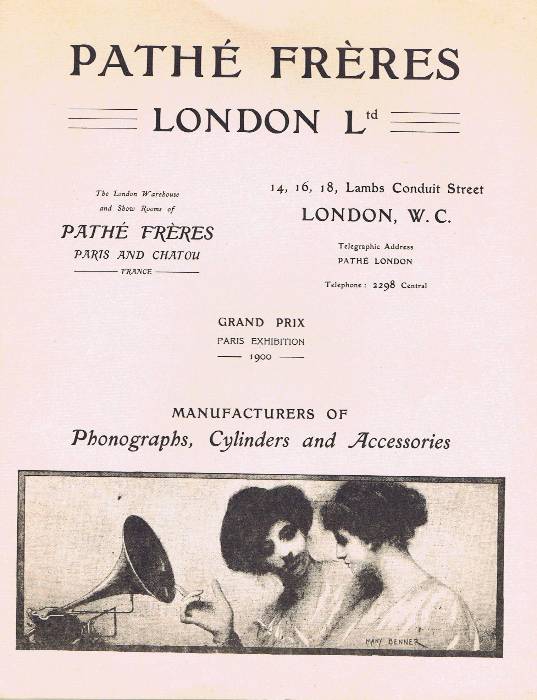 PATHÉ FRÈRES
LONDON Ltd
The London Warehouse
and Show Rooms of
PATHÉ FRÈRES
PARIS AND CHATOU
FRANCE
14, 16, 18, Lambs Conduit Street
LONDON, W. C.
Telegraphic Address
PATHÉ LONDON
Telephone : 2298 Central
GRAND PRIX
PARIS EXHIBITION
1900
MANUFACTURERS OF
Phonographs, Cylinders and Accessories
MARY BENNER